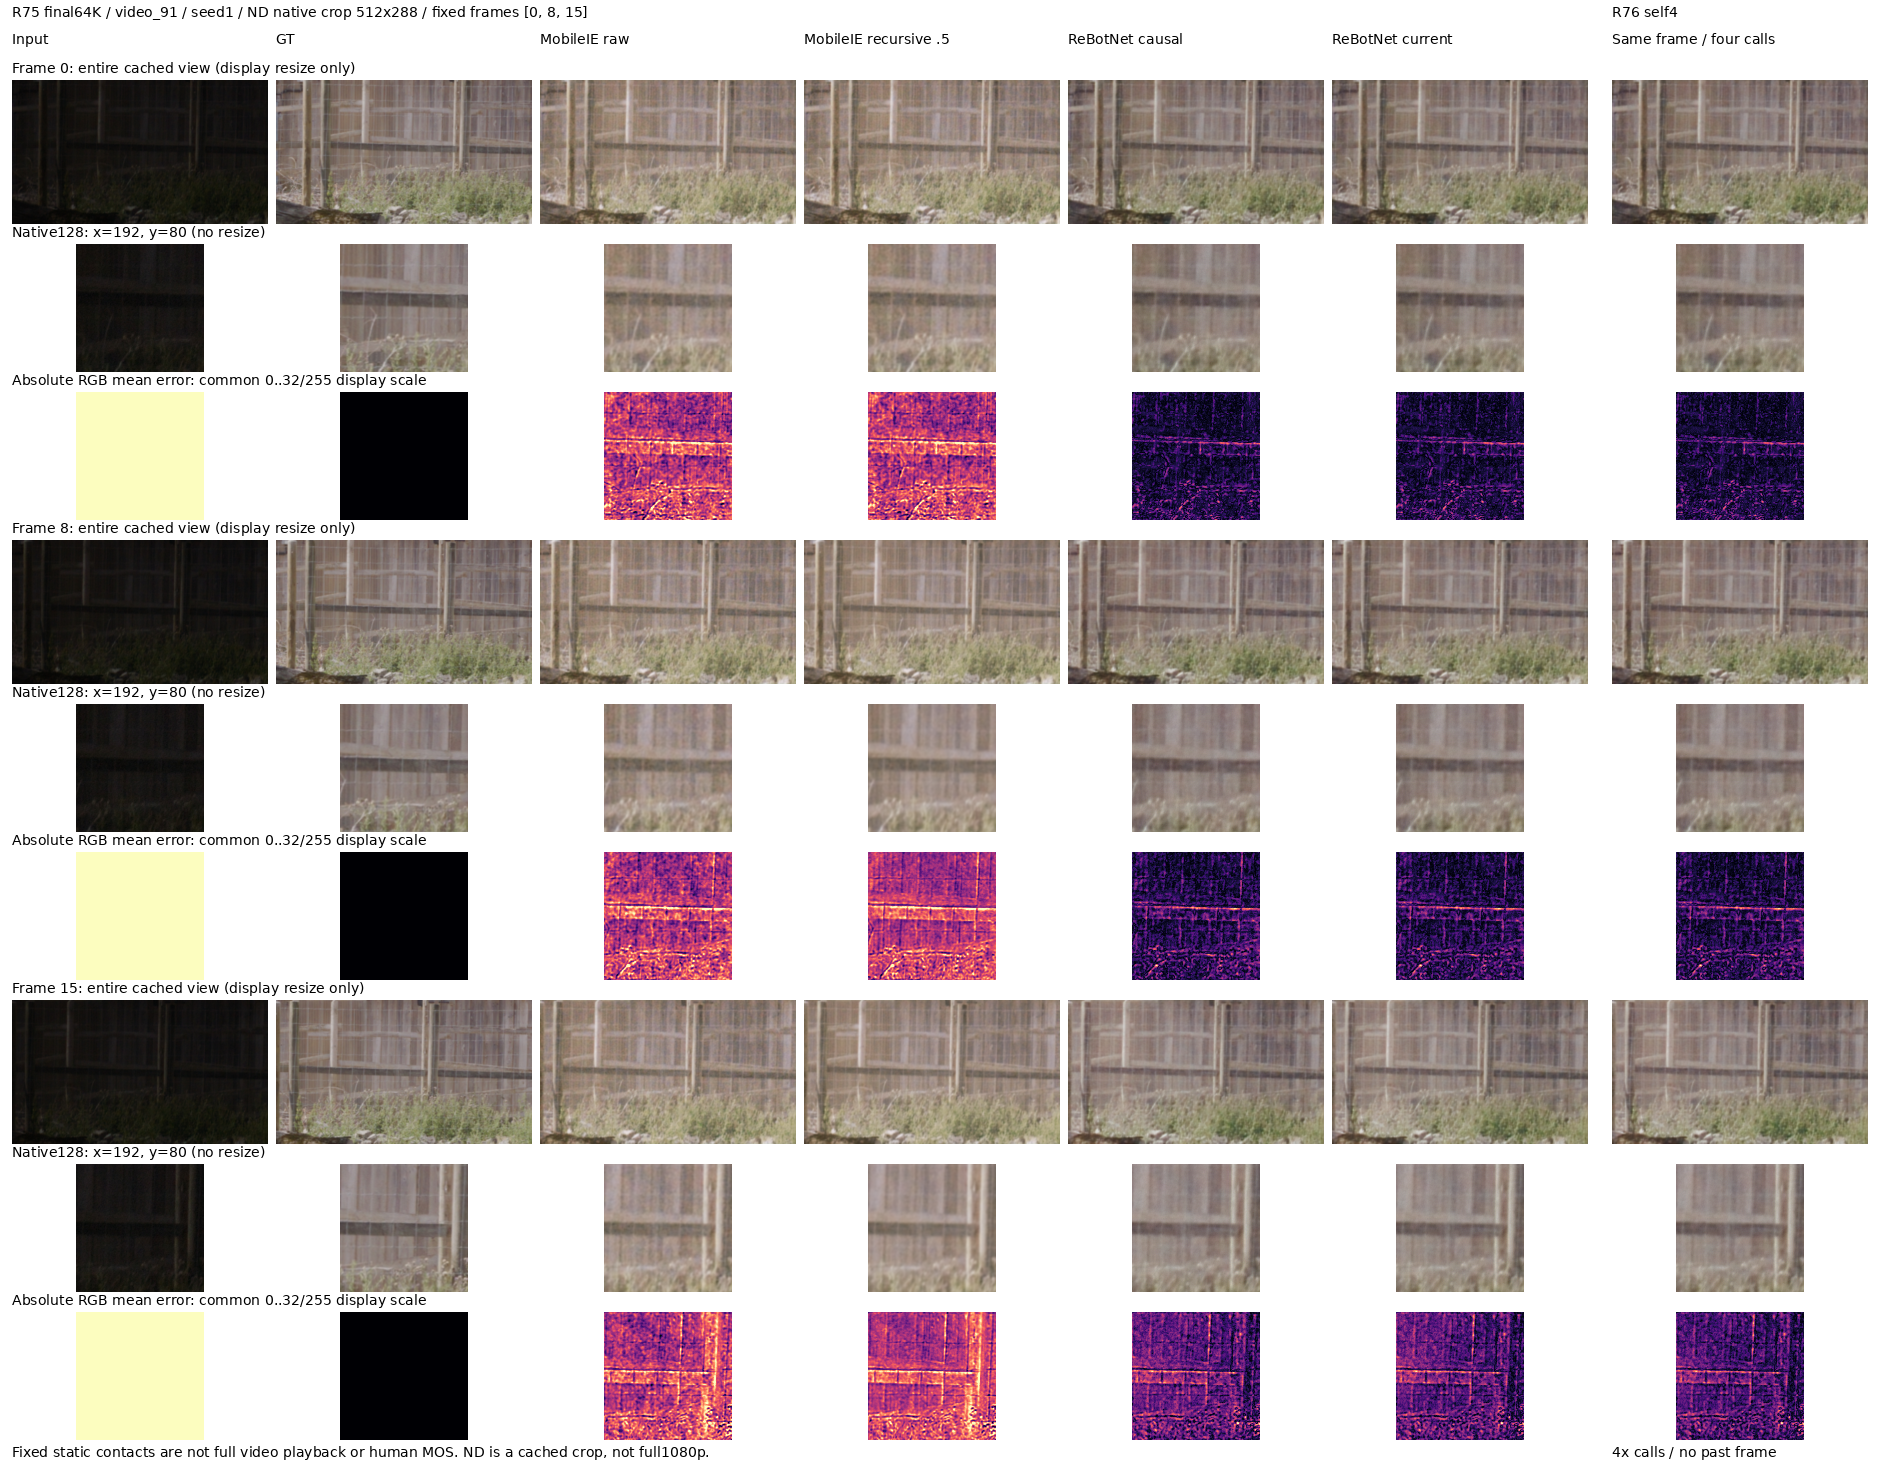 R75 final64K / video_91 / seed1 / ND native crop 512x288 / fixed frames [0, 8, 15]
R76 self4
Input
GT
MobileIE raw
MobileIE recursive .5
ReBotNet causal
ReBotNet current
Same frame / four calls
Frame 0: entire cached view (display resize only)
Native128: x=192, y=80 (no resize)
Absolute RGB mean error: common 0..32/255 display scale
Frame 8: entire cached view (display resize only)
Native128: x=192, y=80 (no resize)
Absolute RGB mean error: common 0..32/255 display scale
Frame 15: entire cached view (display resize only)
Native128: x=192, y=80 (no resize)
Absolute RGB mean error: common 0..32/255 display scale
Fixed static contacts are not full video playback or human MOS. ND is a cached crop, not full1080p.
4x calls / no past frame